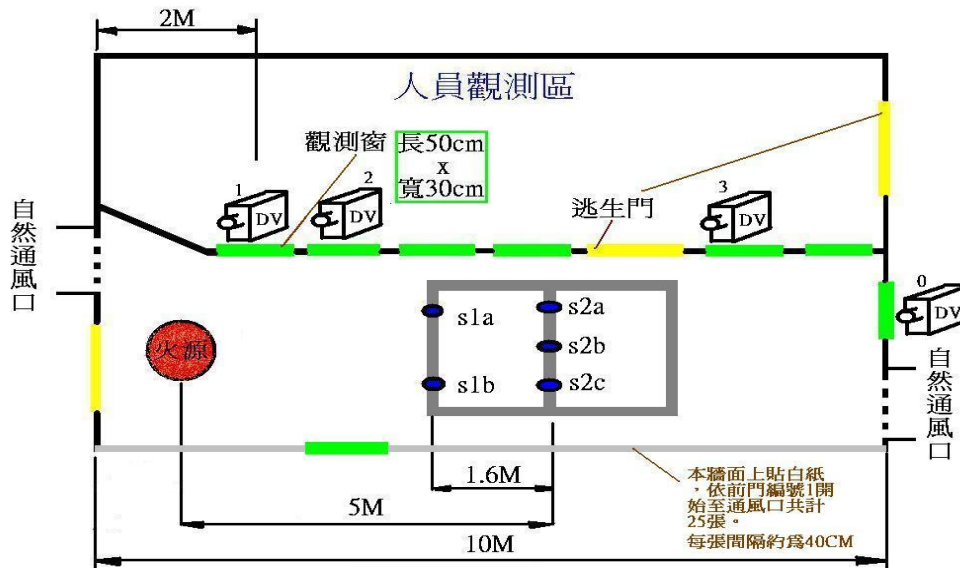 2M
人員觀測區
觀測窗
長50cm
x
寬30cm
1
DV
2
DV
逃生門
3
DV
自然通風口
0
DV
s1a
s2a
s2b
s1b
s2c
火源
自然通風口
1.6M
5M
本牆面上貼白紙
,依前門編號1開
始至通風口共計
25張。
每張間隔約為40CM
10M